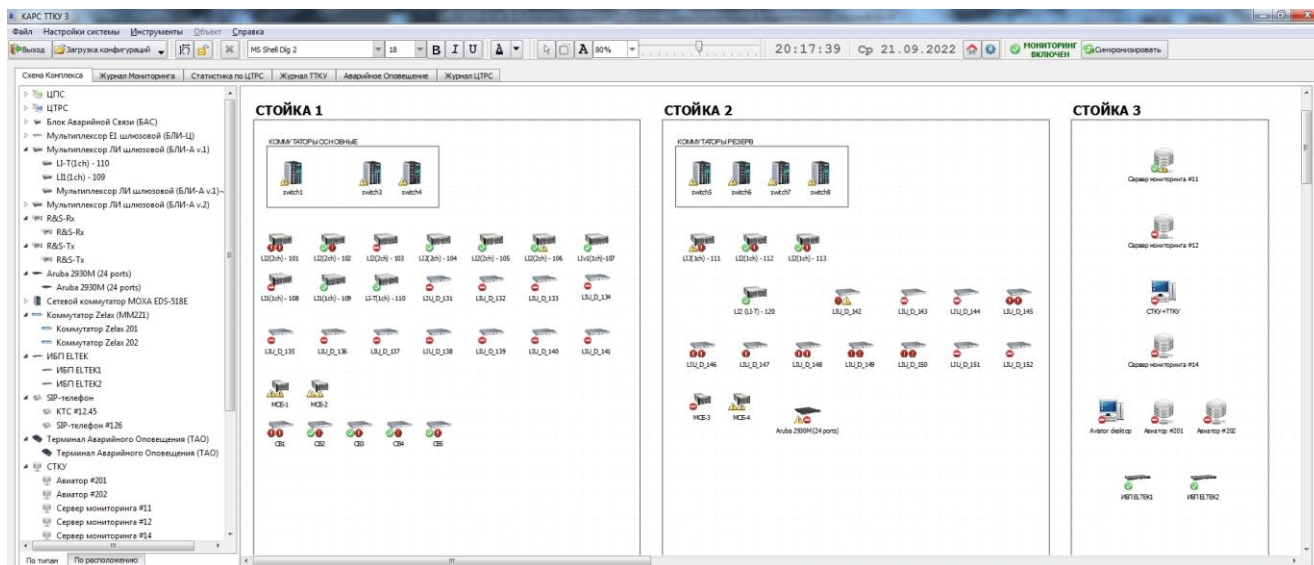 КАРС ТТКУ 3
Файл Настройки системы Инструменты Объект Справка
Выход Загрузка конфигураций MS Shell Dlg 2 18 B I U A 80% 20:17:39 Ср 21.09.2022 МОНИТОРИНГ ВКЛЮЧЕН Синхронизировать
Схема Комплекса Журнал Мониторинга Статистика по ЦТРС Журнал ТТКУ Аварийное Оповещение Журнал ЦТРС
ЦПС
ЦТРС
Блок Аварийной Связи (БАС)
Мультиплексор Е1 шлюзовой (БЛИ-Ц)
Мультиплексор ЛИ шлюзовой (БЛИ-А v.1)
LI-T(1ch) - 110
LI1(1ch) - 109
Мультиплексор ЛИ шлюзовой (БЛИ-А v.1)~
Мультиплексор ЛИ шлюзовой (БЛИ-А v.2)
R&S-Rx
R&S-Rx
R&S-Tx
R&S-Tx
Aruba 2930M (24 ports)
Aruba 2930M (24 ports)
Сетевой коммутатор MOXA EDS-518E
Коммутатор Zelax (MM221)
Коммутатор Zelax 201
Коммутатор Zelax 202
ИБП ELTEK
ИБП ELTEK1
ИБП ELTEK2
SIP-телефон
КТС #12.45
SIP-телефон #126
Терминал Аварийного Оповещения (ТАО)
Терминал Аварийного Оповещения (ТАО)
СТКУ
Авиатор #201
Авиатор #202
Сервер мониторинга #11
Сервер мониторинга #12
Сервер мониторинга #14
По типам По расположению
СТОЙКА 1
КОММУТАТОРЫ ОСНОВНЫЕ
switch1 switch3 switch4
LI2(2ch) - 101 LI2(2ch) - 102 LI2(2ch) - 103 LI2(2ch) - 104 LI2(2ch) - 105 LI2(2ch) - 106 LIv1(1ch)-107
LI1(1ch) - 108 LI1(1ch) - 109 LI-T(1ch) - 110 LIU_D_131 LIU_D_132 LIU_D_133 LIU_D_134
LIU_D_135 LIU_D_136 LIU_D_137 LIU_D_138 LIU_D_139 LIU_D_140 LIU_D_141
МСБ-1 МСБ-2
СВ1 СВ2 СВ3 СВ4 СВ5
СТОЙКА 2
КОММУТАТОРЫ РЕЗЕРВ
switch5 switch6 switch7 switch8
LI2(1ch) - 111 LI2(1ch) - 112 LI2(1ch) - 113
LI2 (LI-T) - 120 LIU_D_142 LIU_D_143 LIU_D_144 LIU_D_145
LIU_D_146 LIU_D_147 LIU_D_148 LIU_D_149 LIU_D_150 LIU_D_151 LIU_D_152
МСБ-3 МСБ-4 Aruba 2930M(24 ports)
СТОЙКА 3
Сервер мониторинга #11
Сервер мониторинга #12
СТКУ+ТТКУ
Сервер мониторинга #14
Aviator desktop Авиатор #201 Авиатор #202
ИБП ELTEK1 ИБП ELTEK2